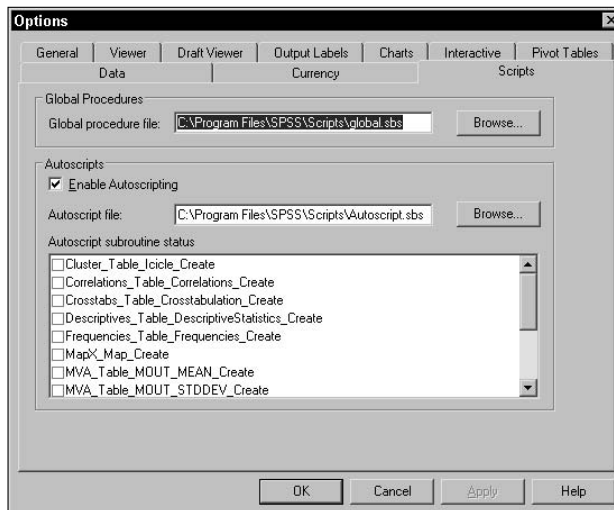 Options
General Viewer Draft Viewer Output Labels Charts Interactive Pivot Tables
Data Currency Scripts
Global Procedures
Global procedure file: C:\Program Files\SPSS\Scripts\global.sbs Browse...
Autoscripts
Enable Autoscripting
Autoscript file: C:\Program Files\SPSS\Scripts\Autoscript.sbs Browse...
Autoscript subroutine status
Cluster_Table_Icicle_Create
Correlations_Table_Correlations_Create
Crosstabs_Table_Crosstabulation_Create
Descriptives_Table_DescriptiveStatistics_Create
Frequencies_Table_Frequencies_Create
MapX_Map_Create
MVA_Table_MOUT_MEAN_Create
MVA_Table_MOUT_STDDEV_Create
OK Cancel Apply Help